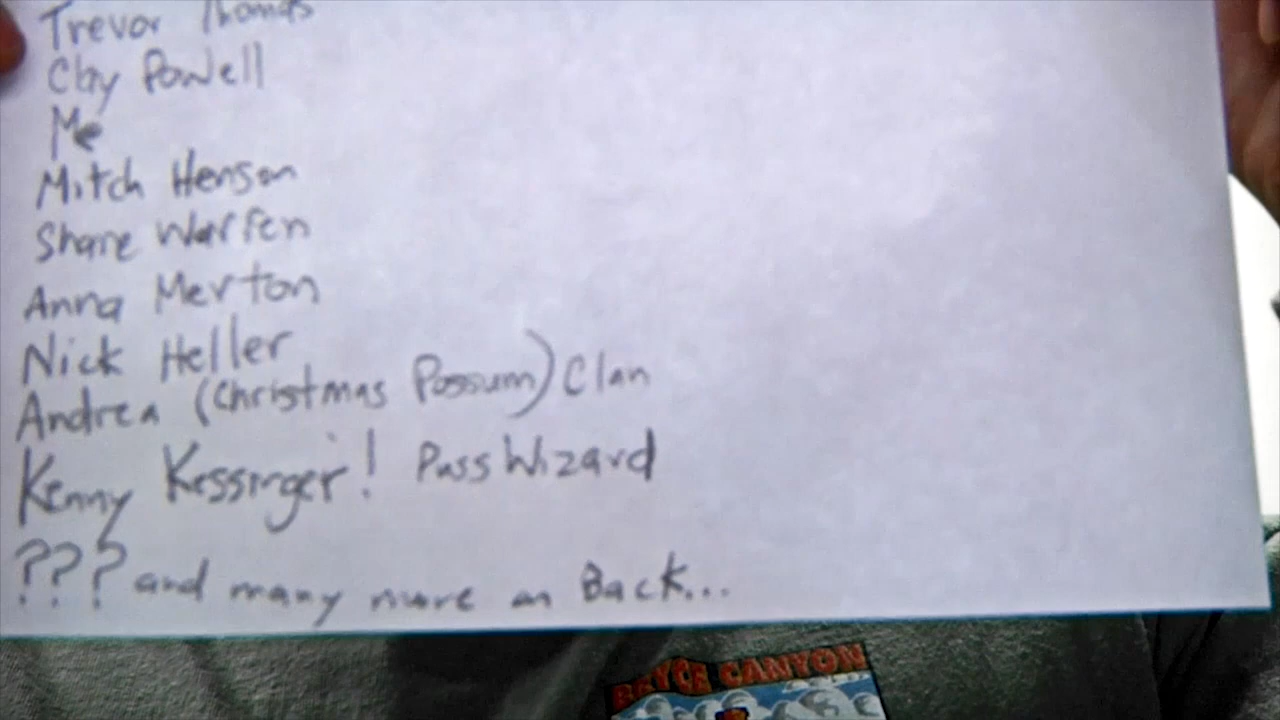 Trevor Thomas
Clay Powell
Me
Mitch Henson
Share Warren
Anna Merton
Nick Heller
Andrea (Christmas Possum) Clan
Kenny Kessinger! Pass Wizard
??? and many more on Back...
BRYCE CANYON